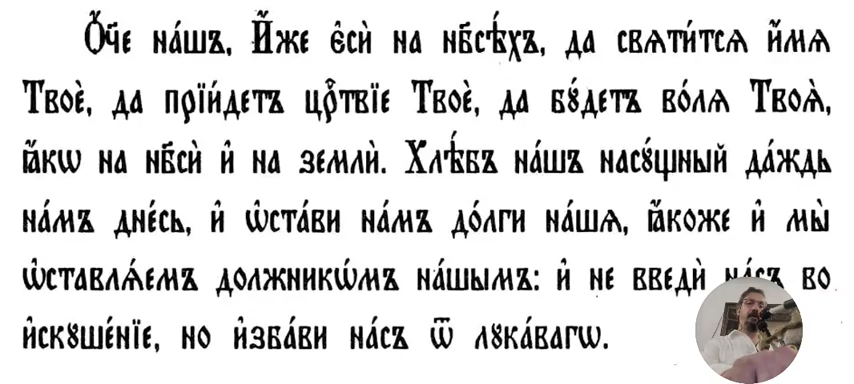 Ѻ҆́ч҃е на́шъ, И҆́же є҆сѝ на нб҃сѣ́хъ, да свѧти́тсѧ и҆́мѧ
Твоѐ, да прїи́детъ цр҇твїе Твоѐ, да бꙋ́детъ во́лѧ Твоѧ̀,
ꙗ҆́кѡ на нб҃сѝ и҆ на землѝ. Хлѣ́бъ на́шъ насꙋ́щный да́ждь
на́мъ дне́сь, и҆ ѡ҆ста́ви на́мъ до́лги на́шѧ, ꙗ҆́коже и҆ мы̀
ѡ҆ставлѧ́емъ должникѡ́мъ на́шымъ: и҆ не введѝ на́съ во
и҆скꙋше́нїе, но и҆зба́ви на́съ ѿ лꙋка́вагѡ.